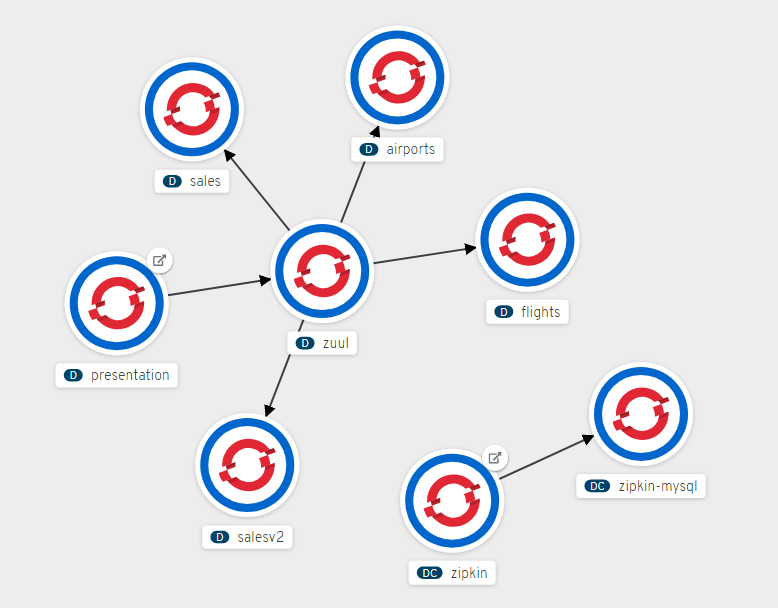 D airports
D sales
D flights
D zuul
D presentation
DC zipkin-mysql
D salesv2
DC zipkin